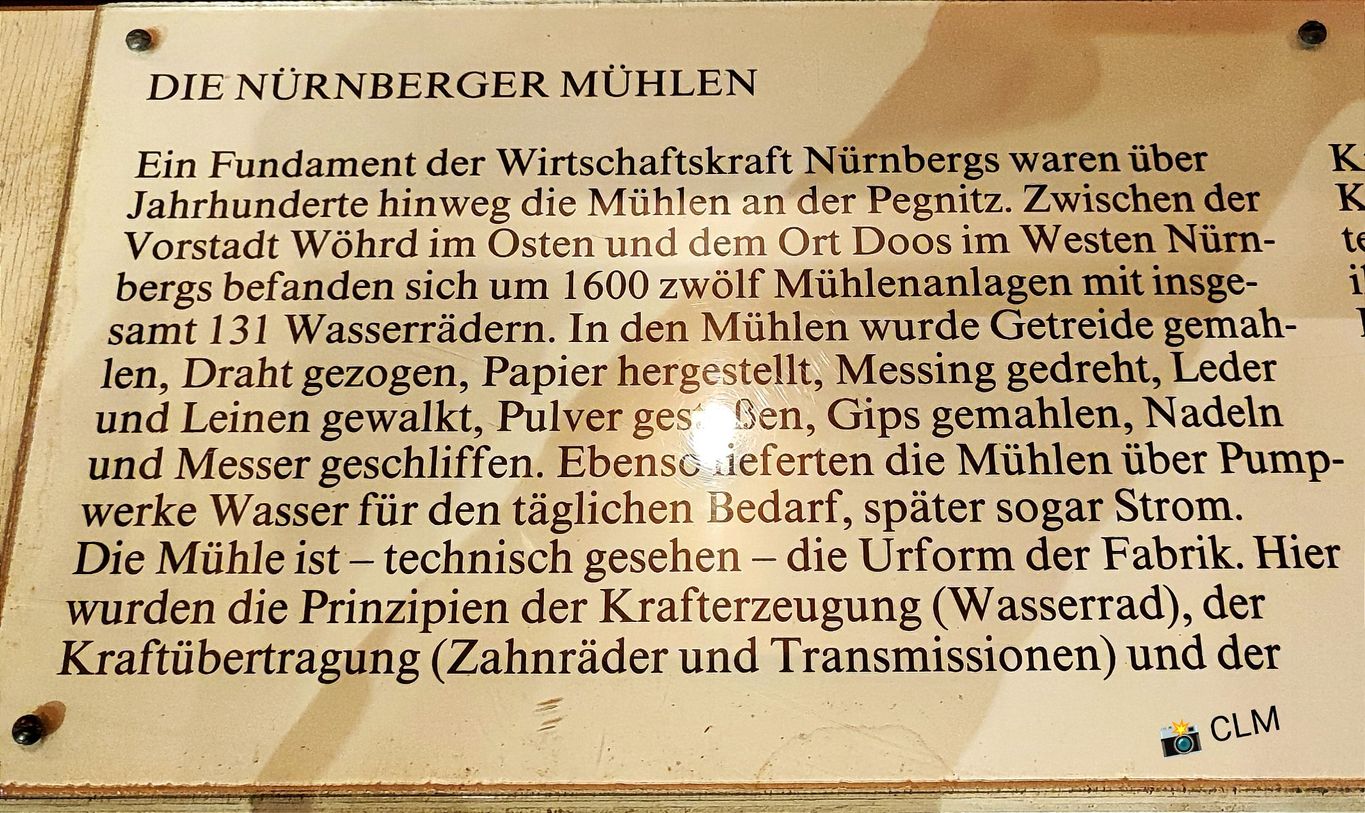 DIE NÜRNBERGER MÜHLEN
Ein Fundament der Wirtschaftskraft Nürnbergs waren über
Jahrhunderte hinweg die Mühlen an der Pegnitz. Zwischen der
Vorstadt Wöhrd im Osten und dem Ort Doos im Westen Nürn-
bergs befanden sich um 1600 zwölf Mühlenanlagen mit insge-
samt 131 Wasserrädern. In den Mühlen wurde Getreide gemah-
len, Draht gezogen, Papier hergestellt, Messing gedreht, Leder
und Leinen gewalkt, Pulver gestoßen, Gips gemahlen, Nadeln
und Messer geschliffen. Ebenso lieferten die Mühlen über Pump-
werke Wasser für den täglichen Bedarf, später sogar Strom.
Die Mühle ist – technisch gesehen – die Urform der Fabrik. Hier
wurden die Prinzipien der Krafterzeugung (Wasserrad), der
Kraftübertragung (Zahnräder und Transmissionen) und der
CLM